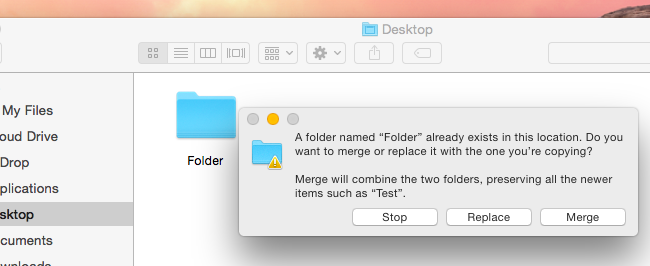 Desktop
My Files
oud Drive
Drop
plications
sktop
cuments
wnloads
Folder
A folder named “Folder” already exists in this location. Do you
want to merge or replace it with the one you’re copying?
Merge will combine the two folders, preserving all the newer
items such as “Test”.
Stop
Replace
Merge